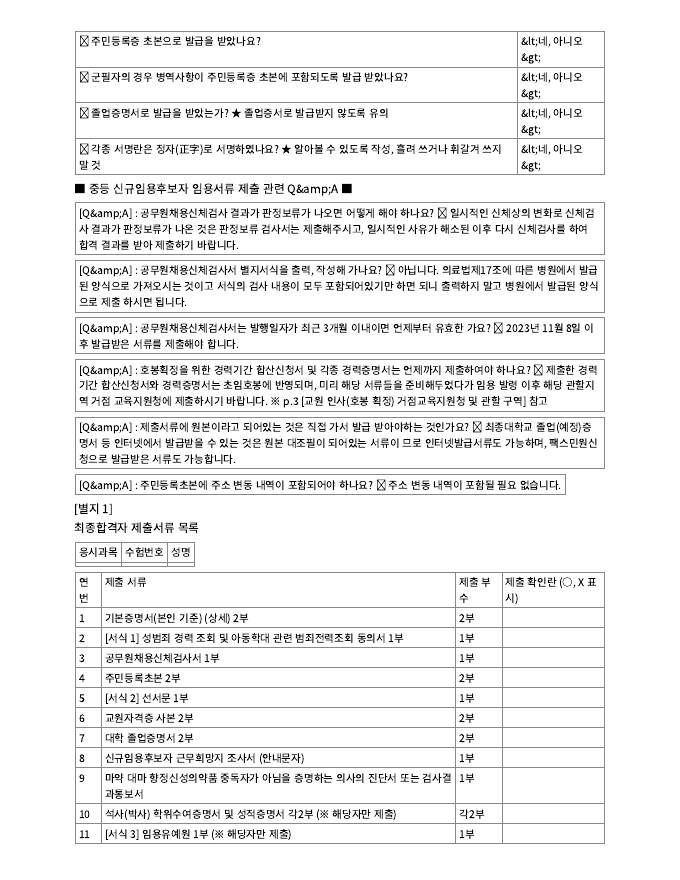 ☒ 주민등록증 초본으로 발급을 받았나요?
&lt;네, 아니오
&gt;
☒ 군필자의 경우 병역사항이 주민등록증 초본에 포함되도록 발급 받았나요?
&lt;네, 아니오
&gt;
☒ 졸업증명서로 발급을 받았는가? ★ 졸업증서로 발급받지 않도록 유의
&lt;네, 아니오
&gt;
☒ 각종 서명란은 정자(正字)로 서명하였나요? ★ 알아볼 수 있도록 작성, 흘려 쓰거나 휘갈겨 쓰지
말 것
&lt;네, 아니오
&gt;
■ 중등 신규임용후보자 임용서류 제출 관련 Q&amp;A ■
[Q&amp;A] : 공무원채용신체검사 결과가 판정보류가 나오면 어떻게 해야 하나요? ☒ 일시적인 신체상의 변화로 신체검
사 결과가 판정보류가 나온 것은 판정보류 검사서는 제출해주시고, 일시적인 사유가 해소된 이후 다시 신체검사를 하여
합격 결과를 받아 제출하기 바랍니다.
[Q&amp;A] : 공무원채용신체검사서 별지서식을 출력, 작성해 가나요? ☒ 아닙니다. 의료법제17조에 따른 병원에서 발급
된 양식으로 가져오시는 것이고 서식의 검사 내용이 모두 포함되어있기만 하면 되니 출력하지 말고 병원에서 발급된 양식
으로 제출 하시면 됩니다.
[Q&amp;A] : 공무원채용신체검사서는 발행일자가 최근 3개월 이내이면 언제부터 유효한 가요? ☒ 2023년 11월 8일 이
후 발급받은 서류를 제출해야 합니다.
[Q&amp;A] : 호봉획정을 위한 경력기간 합산신청서 및 각종 경력증명서는 언제까지 제출하여야 하나요? ☒ 제출한 경력
기간 합산신청서와 경력증명서는 초임호봉에 반영되며, 미리 해당 서류들을 준비해두었다가 임용 발령 이후 해당 관할지
역 거점 교육지원청에 제출하시기 바랍니다. ※ p.3 [교원 인사(호봉 획정) 거점교육지원청 및 관할 구역] 참고
[Q&amp;A] : 제출서류에 원본이라고 되어있는 것은 직접 가서 발급 받아야하는 것인가요? ☒ 최종대학교 졸업(예정)증
명서 등 인터넷에서 발급받을 수 있는 것은 원본 대조필이 되어있는 서류이 므로 인터넷발급서류도 가능하며, 팩스민원신
청으로 발급받은 서류도 가능합니다.
[Q&amp;A] : 주민등록초본에 주소 변동 내역이 포함되어야 하나요? ☒ 주소 변동 내역이 포함될 필요 없습니다.
[별지 1]
최종합격자 제출서류 목록
응시과목 수험번호 성명
연
번
제출 서류
제출 부
수
제출 확인란 (○, X 표
시)
1 기본증명서(본인 기준) (상세) 2부 2부
2 [서식 1] 성범죄 경력 조회 및 아동학대 관련 범죄전력조회 동의서 1부 1부
3 공무원채용신체검사서 1부 1부
4 주민등록초본 2부 2부
5 [서식 2] 선서문 1부 1부
6 교원자격증 사본 2부 2부
7 대학 졸업증명서 2부 2부
8 신규임용후보자 근무희망지 조사서 (안내문자) 1부
9 마약 대마 향정신성의약품 중독자가 아님을 증명하는 의사의 진단서 또는 검사결 1부
과통보서
10 석사(박사) 학위수여증명서 및 성적증명서 각2부 (※ 해당자만 제출) 각2부
11 [서식 3] 임용유예원 1부 (※ 해당자만 제출) 1부